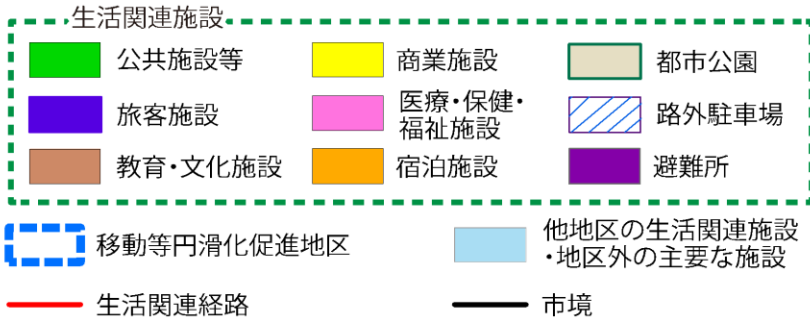 生活関連施設
公共施設等
商業施設
都市公園
旅客施設
医療・保健・
福祉施設
路外駐車場
教育・文化施設
宿泊施設
避難所
移動等円滑化促進地区
他地区の生活関連施設
・地区外の主要な施設
生活関連経路
市境